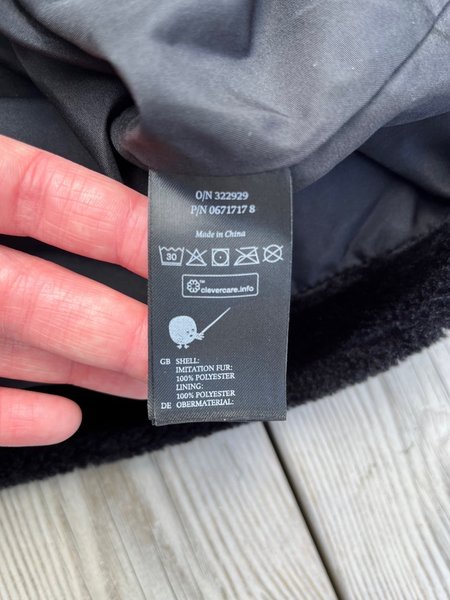 O/N 322929
P/N 0671717 8
Made in China
30
clevercare.info
GB SHELL:
IMITATION FUR:
100% POLYESTER
LINING:
100% POLYESTER
DE OBERMATERIAL: